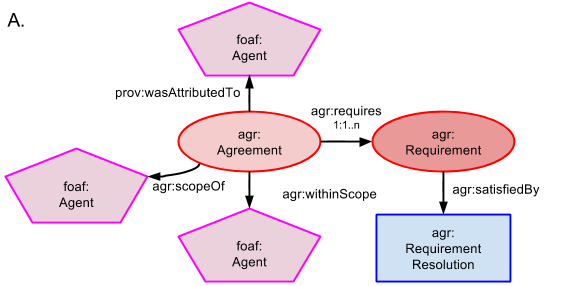 A.
foaf:
Agent
prov:wasAttributedTo
agr:requires
1:1..n
agr:
Agreement
agr:
Requirement
foaf:
Agent
agr:scopeOf
agr:withinScope
agr:satisfiedBy
foaf:
Agent
agr:
Requirement
Resolution